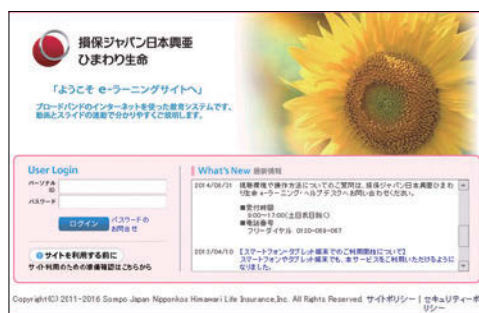 損保ジャパン日本興亜
ひまわり生命
「ようこそ e-ラーニングサイトへ」
ブロードバンドのインターネットを使った教育システムです。
動画とスライドの連動で分かりやすくご説明します。
User Login
パーソナル
ID
パスワード
ログイン
パスワードの
お問合せ
サイトを利用する前に
サイト利用のための準備確認はこちらから
What's New 最新情報
2014/08/31 視聴環境や操作方法についてのご質問は、損保ジャパン日本興亜ひまわ
り生命 e-ラーニング・ヘルプデスクへお問い合わせください。
■受付時間
9:00～17:00(土日祝日除く)
■電話番号
フリーダイヤル 0120-089-067
2013/04/10 【スマートフォン・タブレット端末でのご利用開始について】
スマートフォンやタブレット端末でも、本サービスをご利用いただけるように
なりました。
Copyright(C) 2011-2016 Sompo Japan Nipponkoa Himawari Life Insurance,Inc. All Rights Reserved. サイトポリシー | セキュリティーポ
リシー